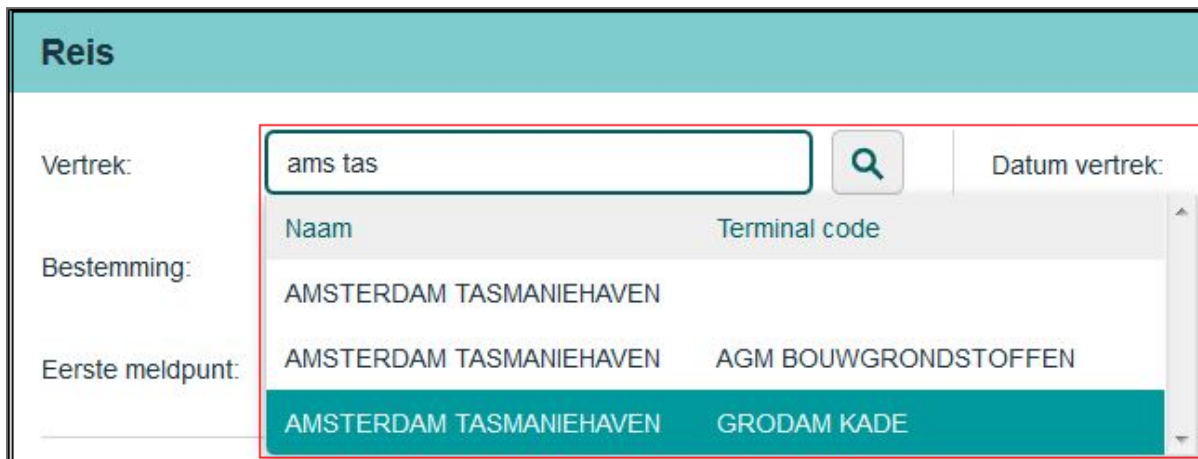 Reis
Vertrek: ams tas Datum vertrek:
Naam Terminal code
Bestemming:
AMSTERDAM TASMANIEHAVEN
Eerste meldpunt: AMSTERDAM TASMANIEHAVEN AGM BOUWGRONDSTOFFEN
AMSTERDAM TASMANIEHAVEN GRODAM KADE